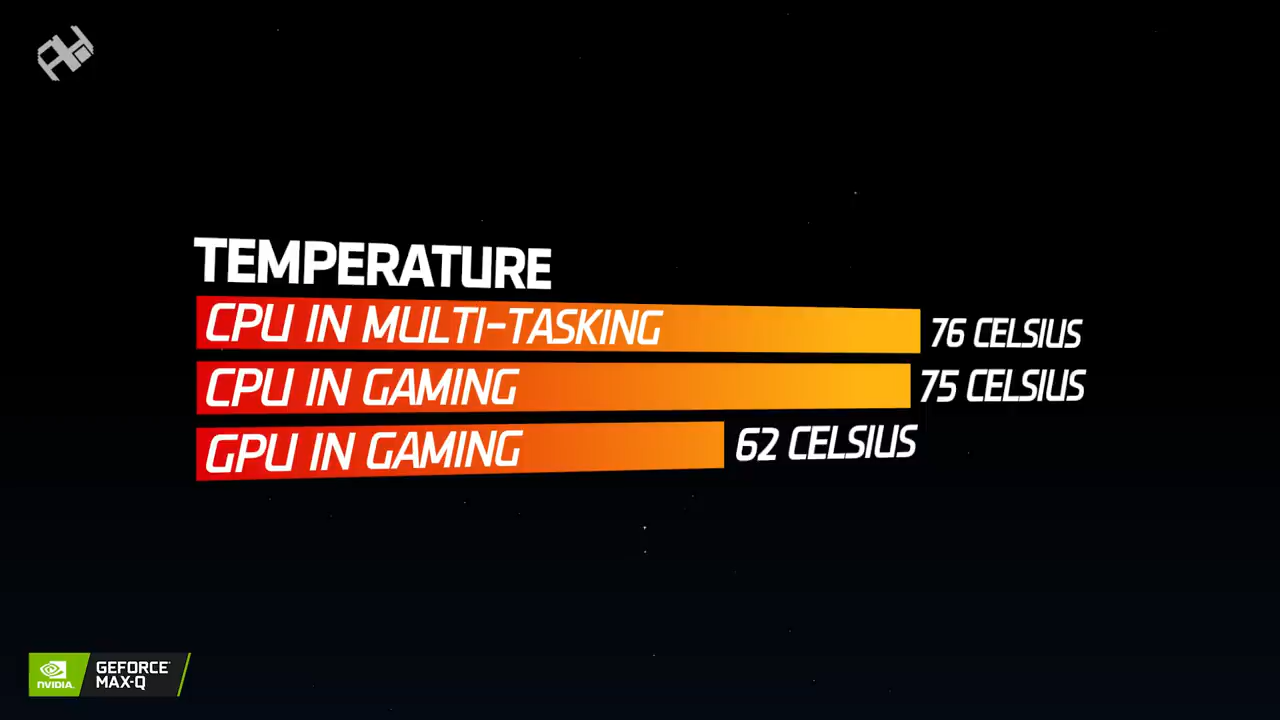 TEMPERATURE
CPU IN MULTI-TASKING 76 CELSIUS
CPU IN GAMING 75 CELSIUS
GPU IN GAMING 62 CELSIUS
NVIDIA. GEFORCE
MAX-Q